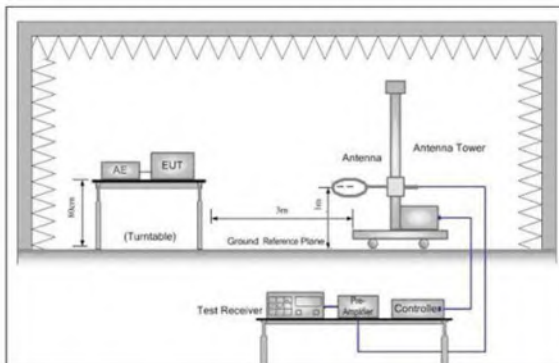 Antenna Tower
Antenna
EUT
AE
80cm
3m
1m
(Turntable)
Ground Reference Plane
Test Receiver
Pre-
Amplifier
Controller